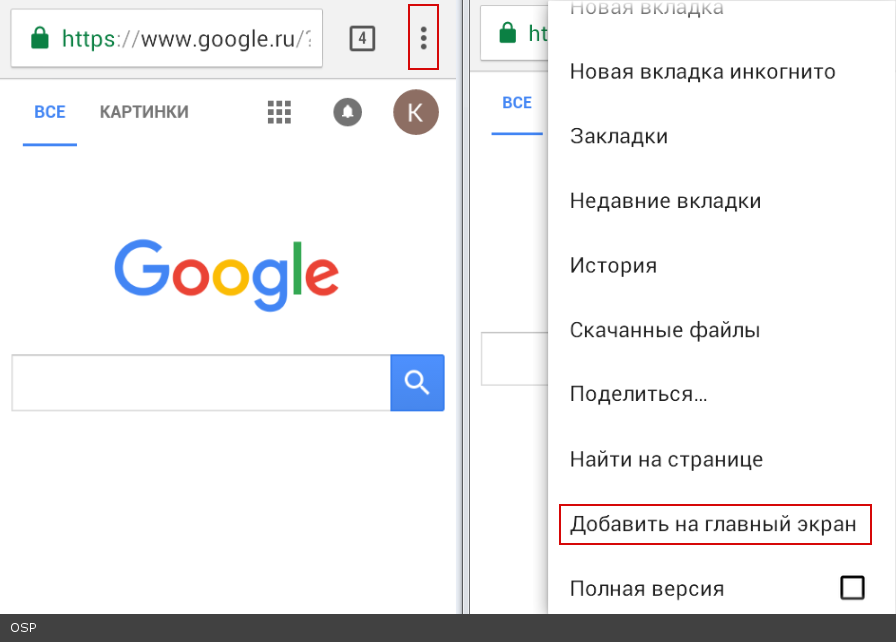 https://www.google.ru/?
4
ВСЕ
КАРТИНКИ
K
Google
ht
ВСЕ
Новая вкладка
Новая вкладка инкогнито
Закладки
Недавние вкладки
История
Скачанные файлы
Поделиться...
Найти на странице
Добавить на главный экран
Полная версия
OSP